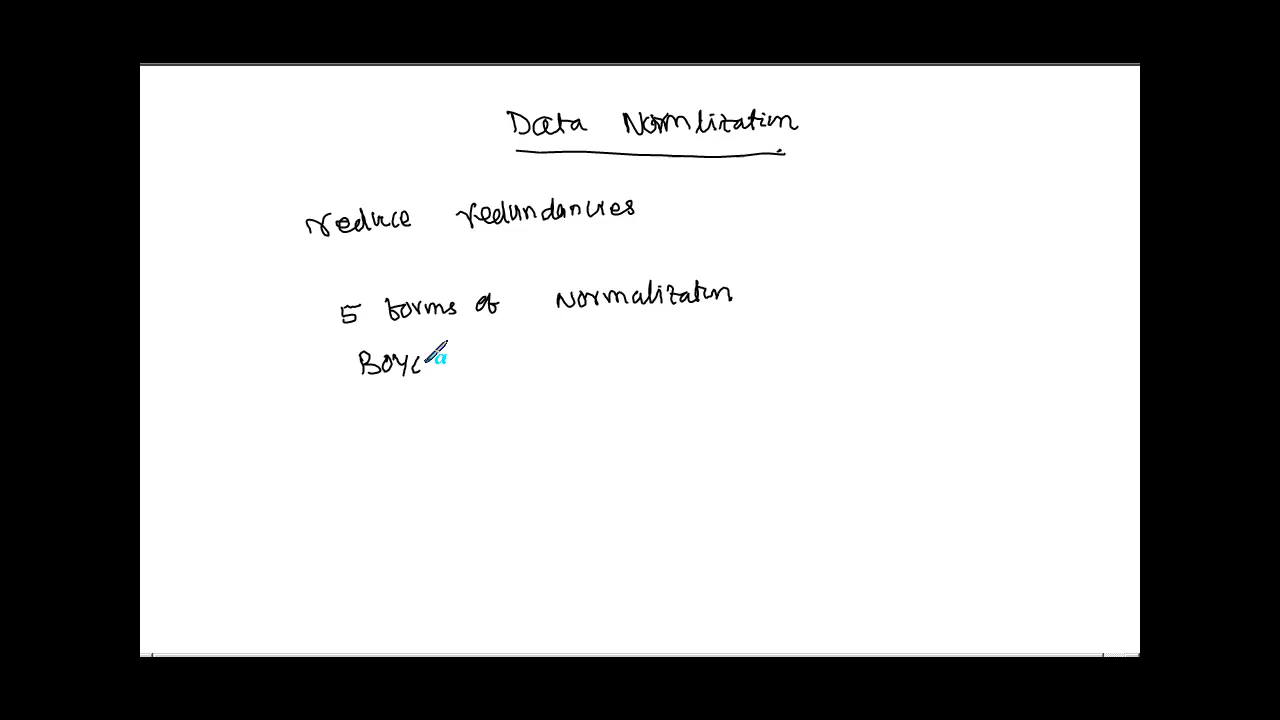 Data Normlization
reduce redundancies
5 forms of Normalization
Boyc